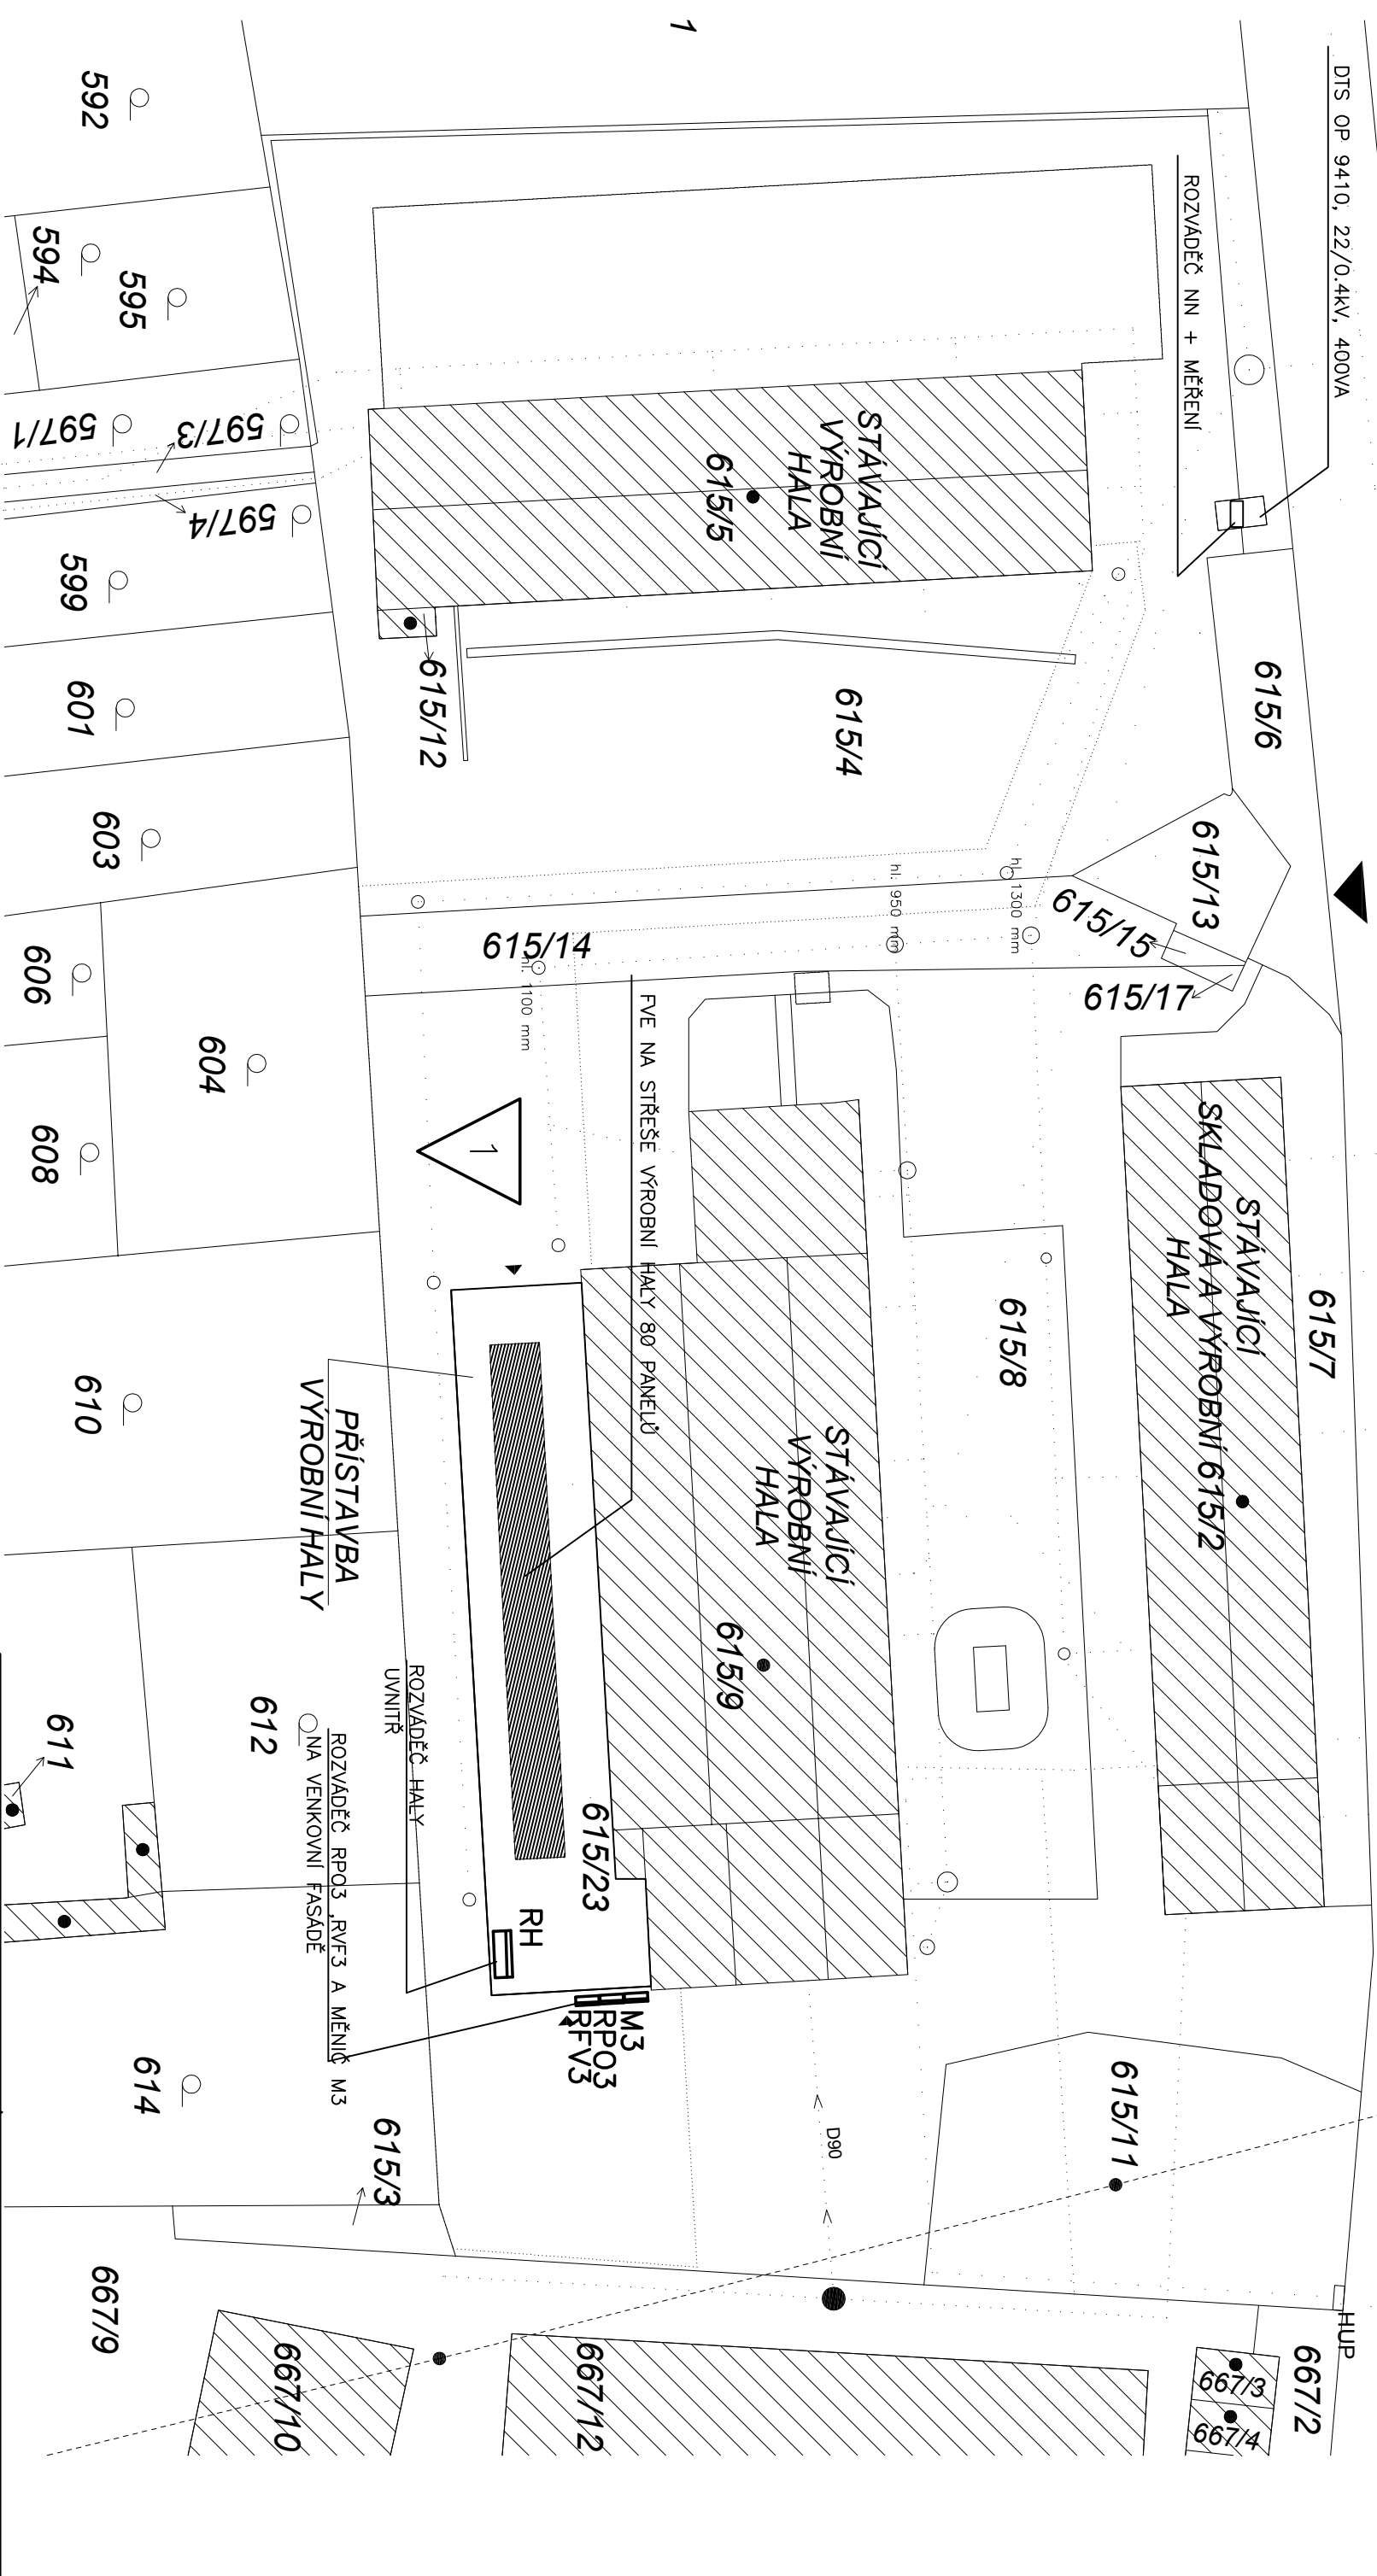 DTS OP 9410, 22/0.4kV, 400VA
ROZVÁDĚČ NN + MĚŘENÍ
1
592
594
595
597/1
597/3
597/4
599
601
603
606
604
608
610
612
611
614
615/3
STÁVAJÍCÍ
VÝROBNÍ
HALA
615/5
615/12
615/4
615/6
615/13
615/15
615/17
615/14
hl. 950 mm
hl. 1300 mm
hl. 1100 mm
FVE NA STŘEŠE VÝROBNÍ HALY 80 PANELŮ
1
STÁVAJÍCÍ
SKLADOVÁ A VÝROBNÍ 615/2
HALA
615/7
615/8
STÁVAJÍCÍ
VÝROBNÍ
HALA
615/9
PŘÍSTAVBA
VÝROBNÍ HALY
615/23
RH
ROZVÁDĚČ HALY
UVNITŘ
ROZVÁDĚČ RPO3 ,RVF3 A MĚNIČ M3
NA VENKOVNÍ FASÁDĚ
M3
RPO3
RFV3
D90
615/11
HUP
667/2
667/3
667/4
667/9
667/10
667/12